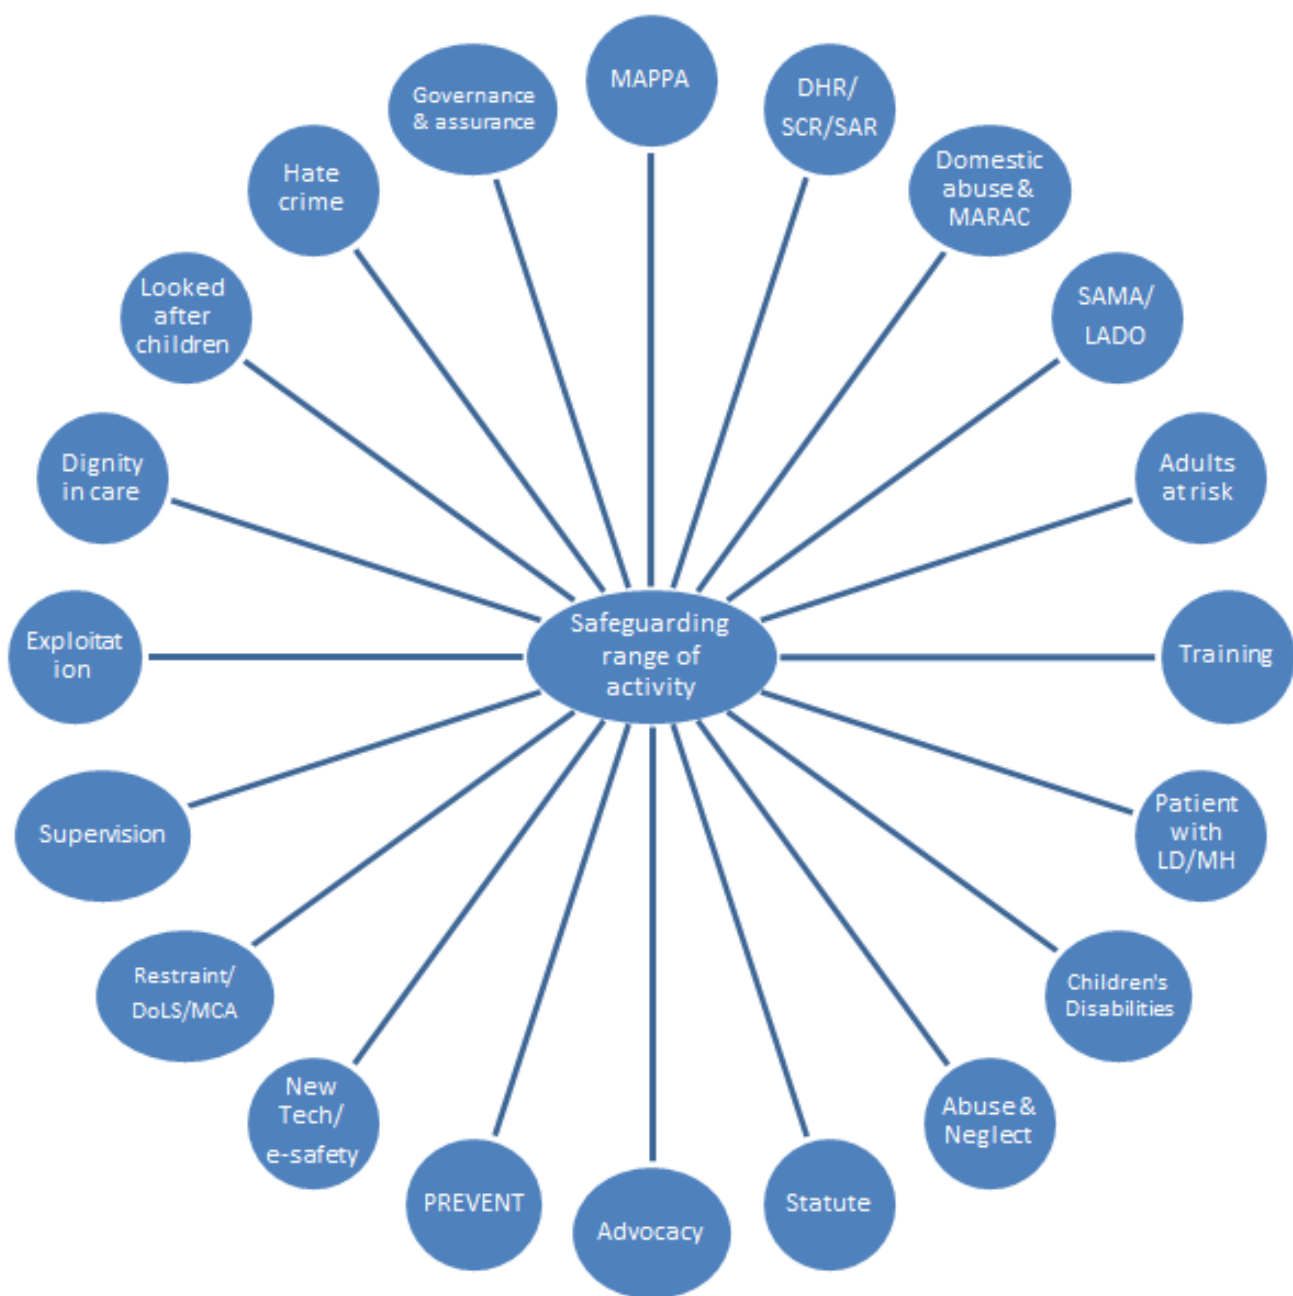 MAPPA
DHR/
SCR/SAR
Domestic
abuse &
MARAC
SAMA/
LADO
Adults
at risk
Training
Patient
with
LD/MH
Children's
Disabilities
Abuse &
Neglect
Statute
Advocacy
PREVENT
New
Tech/
e-safety
Restraint/
DoLS/MCA
Supervision
Exploitat
ion
Dignity
in care
Looked
after
children
Hate
crime
Governance
& assurance
Safeguarding
range of
activity